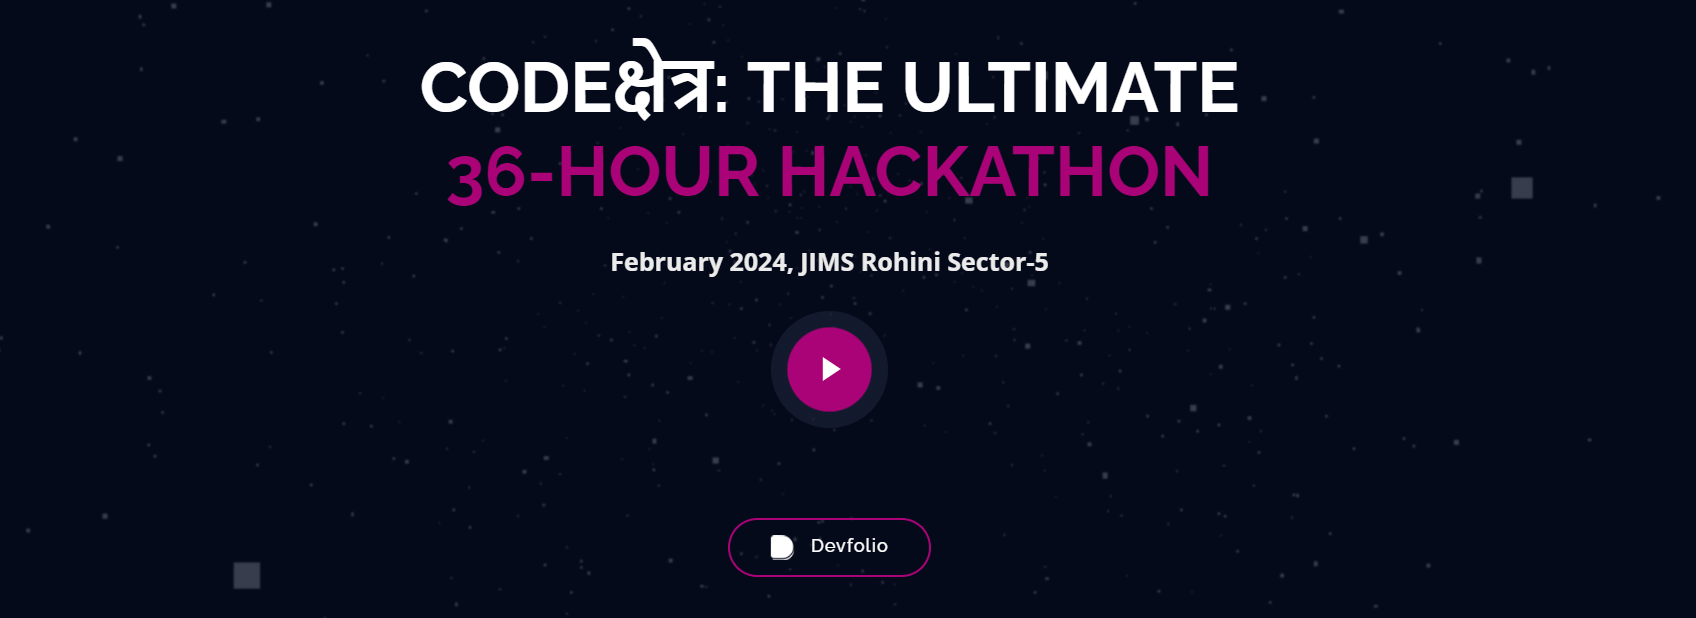 CODEक्षेत्र: THE ULTIMATE
36-HOUR HACKATHON
February 2024, JIMS Rohini Sector-5
Devfolio